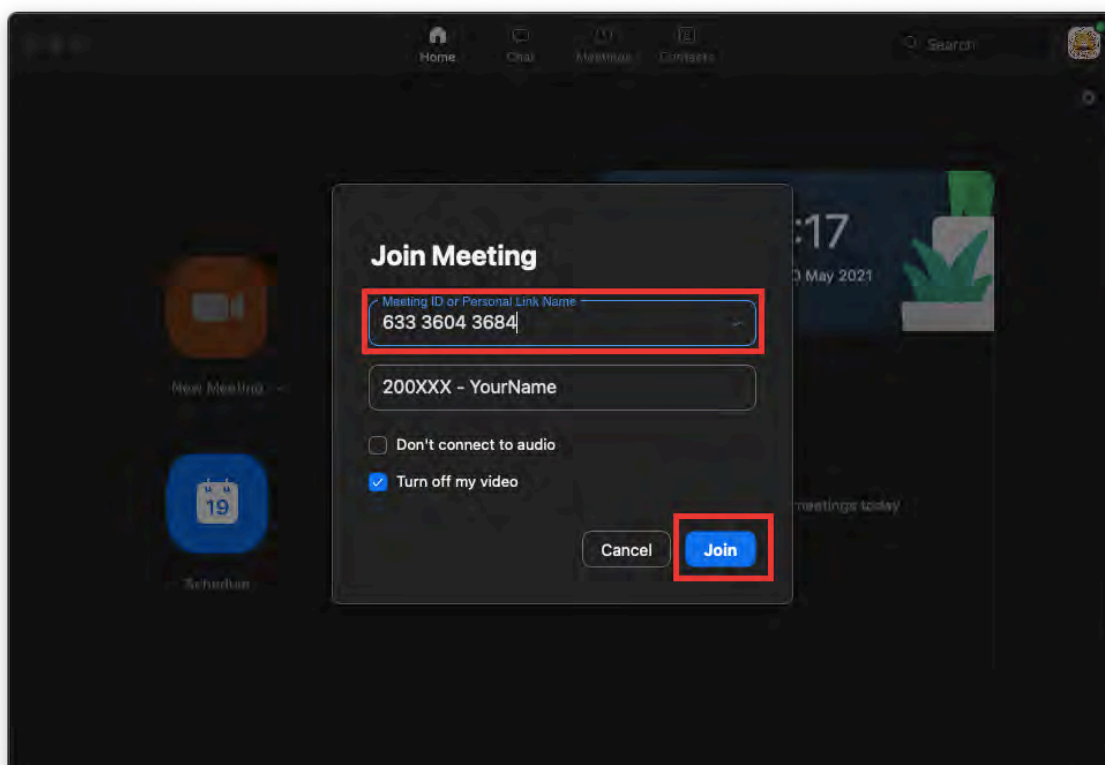 Home
Chat
Meetings
Contacts
Search
:17
0 May 2021
Join Meeting
Meeting ID or Personal Link Name
633 3604 3684
200XXX - YourName
Don't connect to audio
Turn off my video
Cancel
Join
New Meeting
19
Schedule
meetings today